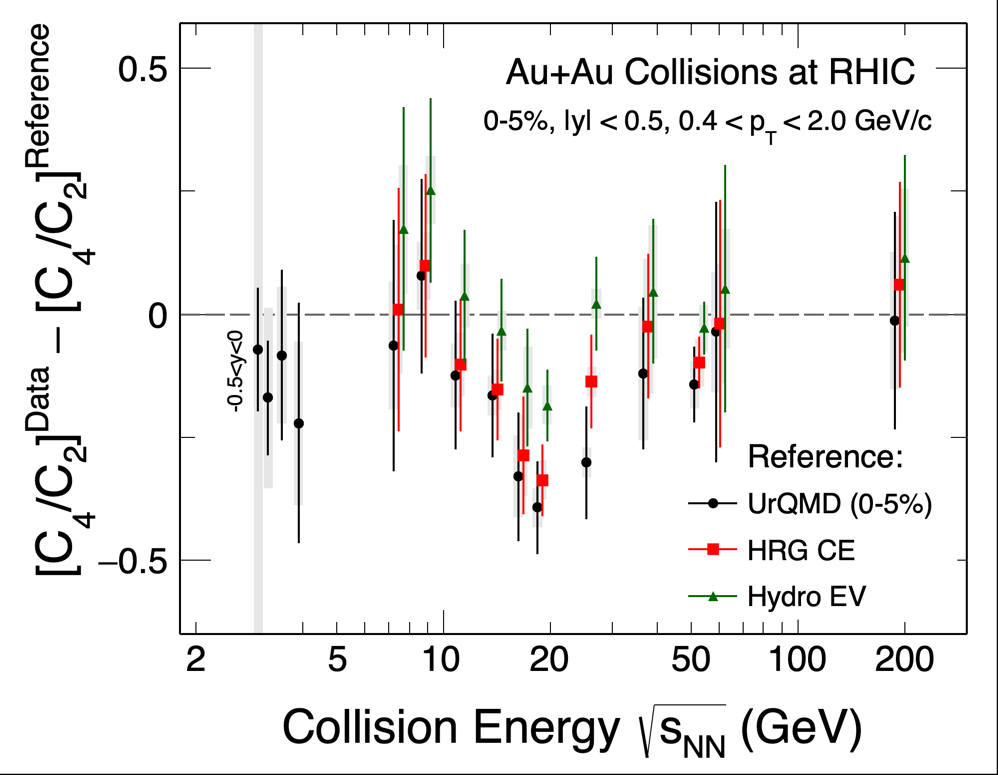 [C₄/C₂]ᴰᵃᵗᵃ – [C₄/C₂]ᴿᵉᶠᵉʳᵉⁿᶜᵉ
0.5
0
−0.5
Au+Au Collisions at RHIC
0-5%, |y| < 0.5, 0.4 < p_T < 2.0 GeV/c
-0.5<y<0
Reference:
UrQMD (0-5%)
HRG CE
Hydro EV
2 5 10 20 50 100 200
Collision Energy √s_NN (GeV)